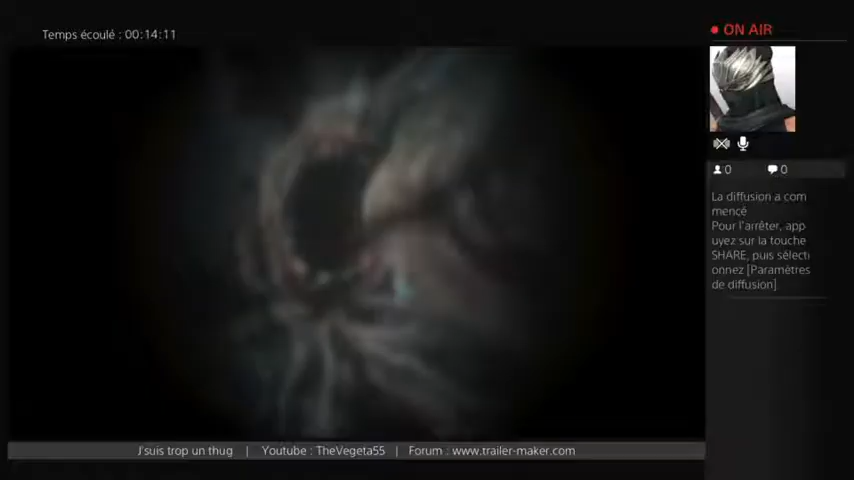 Temps écoulé : 00:14:11
ON AIR
0 0
La diffusion a com
mencé
Pour l'arrêter, app
uyez sur la touche
SHARE, puis sélecti
onnez [Paramètres
de diffusion].
J'suis trop un thug | Youtube : TheVegeta55 | Forum : www.trailer-maker.com